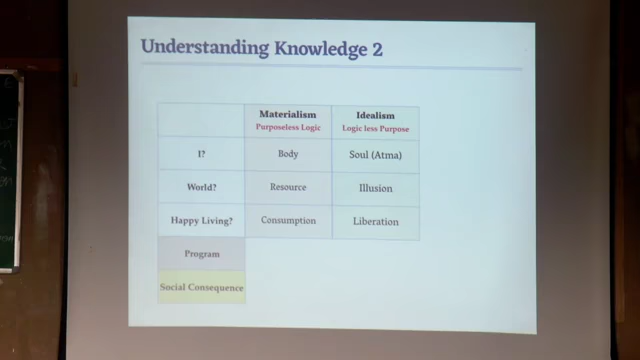 Understanding Knowledge 2
Materialism Idealism
Purposeless Logic Logic less Purpose
I? Body Soul (Atma)
World? Resource Illusion
Happy Living? Consumption Liberation
Program
Social Consequence